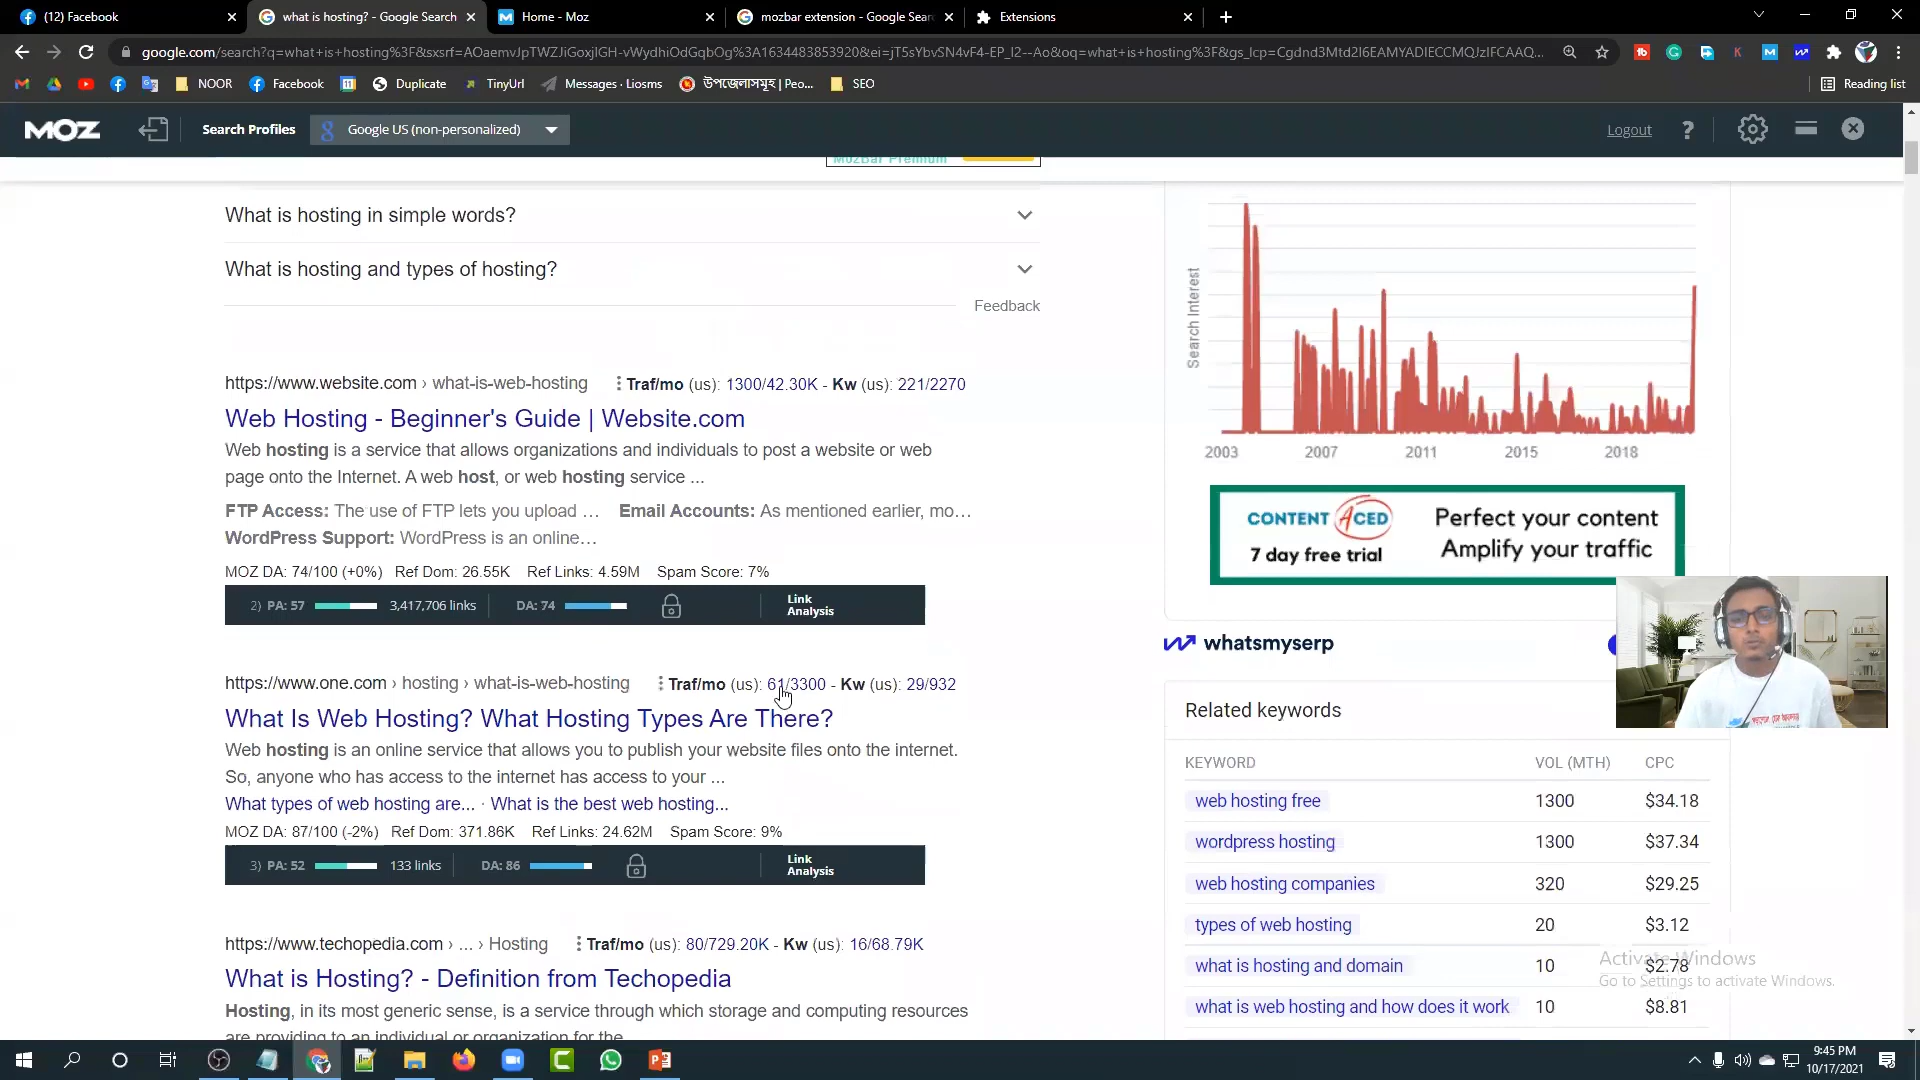 (12) Facebook
what is hosting? - Google Search
Home - Moz
mozbar extension - Google Searc
Extensions
google.com/search?q=what+is+hosting%3F&sxsrf=AOaemvJpTWZJiGoxjlGH-vWydhiOdGqbOg%3A1634483853920&ei=jT5sYbvSN4vF4-EP_I2--Ao&oq=what+is+hosting%3F&gs_lcp=Cgdnd3Mtd2l6EAMYADIECCMQJzIFCAAQ...
NOOR
Facebook
Duplicate
TinyUrl
Messages · Liosms
উপজেলাসমূহ | Peo...
SEO
Reading list
MOZ
Search Profiles
Google US (non-personalized)
Logout
?
MozBar Premium
What is hosting in simple words?
What is hosting and types of hosting?
Feedback
https://www.website.com › what-is-web-hosting
Traf/mo (us): 1300/42.30K - Kw (us): 221/2270
Web Hosting - Beginner's Guide | Website.com
Web hosting is a service that allows organizations and individuals to post a website or web
page onto the Internet. A web host, or web hosting service ...
FTP Access: The use of FTP lets you upload ...
Email Accounts: As mentioned earlier, mo...
WordPress Support: WordPress is an online...
MOZ DA: 74/100 (+0%) Ref Dom: 26.55K Ref Links: 4.59M Spam Score: 7%
2) PA: 57 3,417,706 links DA: 74 Link
Analysis
https://www.one.com › hosting › what-is-web-hosting
Traf/mo (us): 61/3300 - Kw (us): 29/932
What Is Web Hosting? What Hosting Types Are There?
Web hosting is an online service that allows you to publish your website files onto the internet.
So, anyone who has access to the internet has access to your ...
What types of web hosting are... · What is the best web hosting...
MOZ DA: 87/100 (-2%) Ref Dom: 371.86K Ref Links: 24.62M Spam Score: 9%
3) PA: 52 133 links DA: 86 Link
Analysis
https://www.techopedia.com › ... › Hosting
Traf/mo (us): 80/729.20K - Kw (us): 16/68.79K
What is Hosting? - Definition from Techopedia
Hosting, in its most generic sense, is a service through which storage and computing resources
are providing to an individual or organization for the
Search Interest
2003 2007 2011 2015 2018
CONTENT ACED
7 day free trial
Perfect your content
Amplify your traffic
whatsmyserp
Related keywords
KEYWORD VOL (MTH) CPC
web hosting free 1300 $34.18
wordpress hosting 1300 $37.34
web hosting companies 320 $29.25
types of web hosting 20 $3.12
what is hosting and domain 10 $2.78
what is web hosting and how does it work 10 $8.81
Activate Windows
Go to Settings to activate Windows.
9:45 PM
10/17/2021